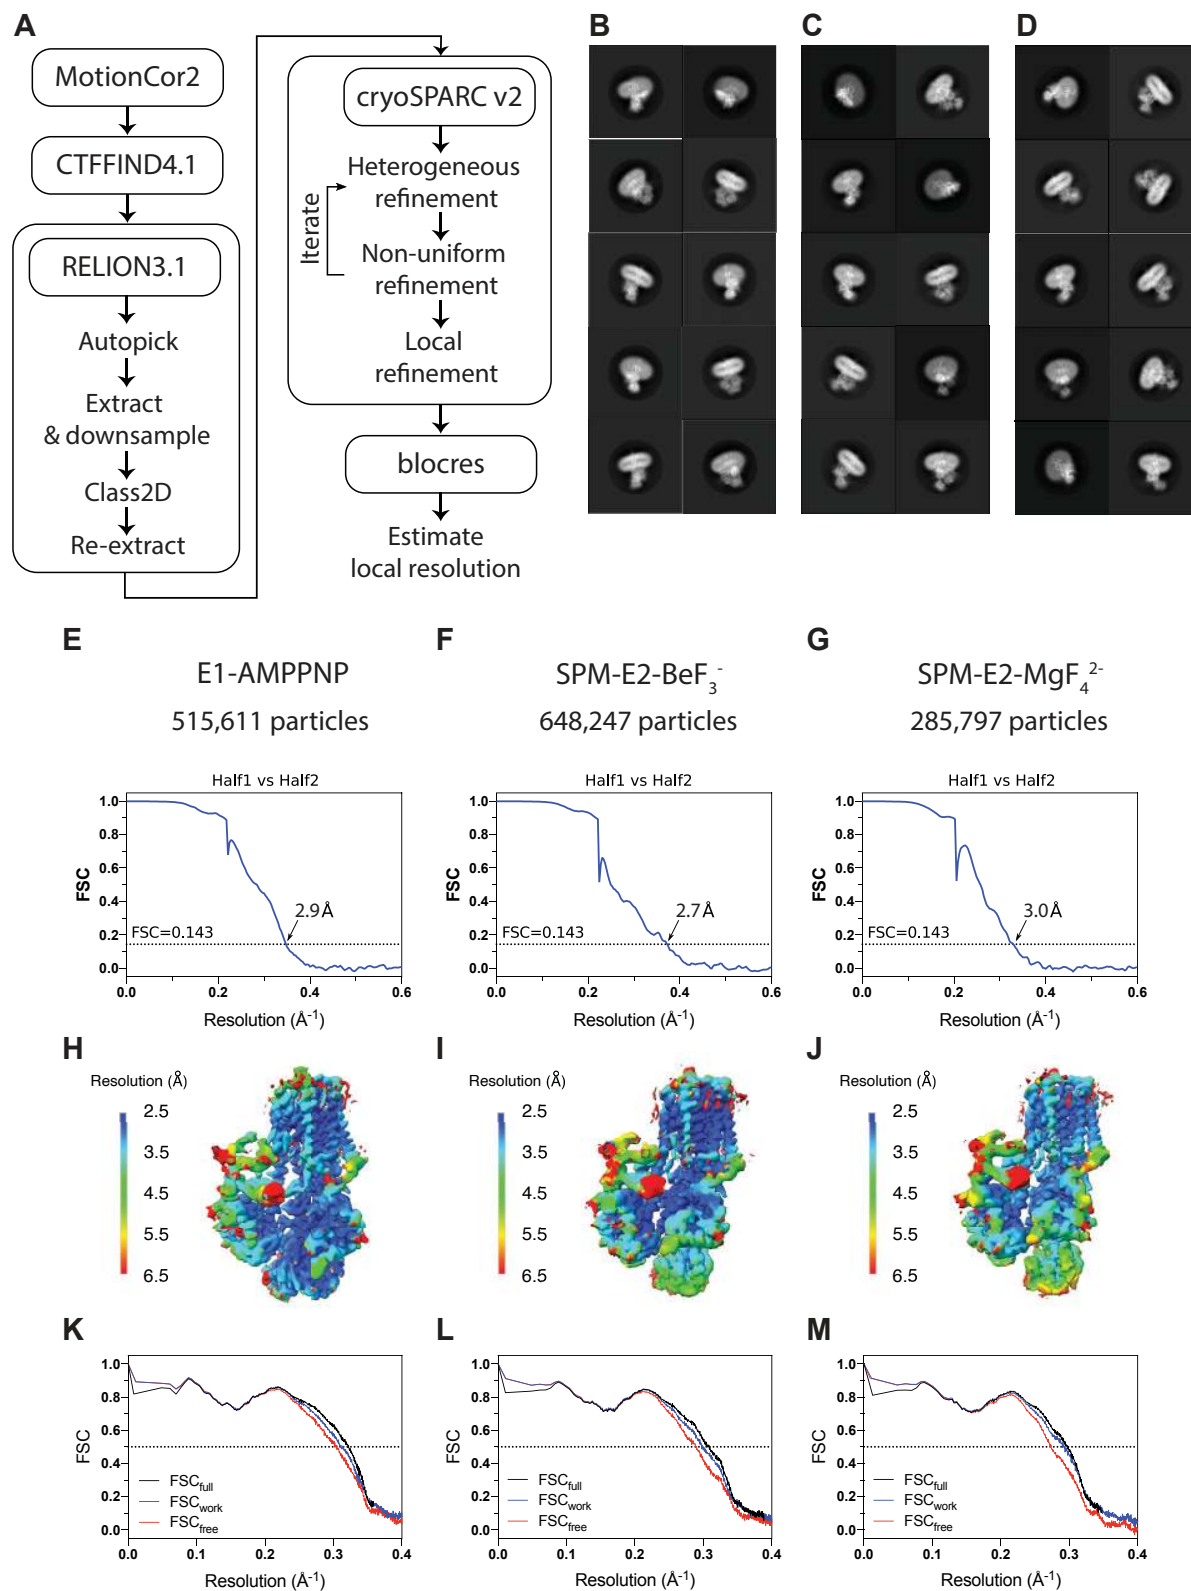 A
MotionCor2
CTFFIND4.1
RELION3.1
Autopick
Extract
& downsample
Class2D
Re-extract
cryoSPARC v2
Heterogeneous
refinement
Iterate
Non-uniform
refinement
Local
refinement
blocres
Estimate
local resolution
B
C
D
E
E1-AMPPNP
515,611 particles
Half1 vs Half2
FSC
1.0
0.8
0.6
0.4
0.2
0.0
2.9 Å
FSC=0.143
0.0 0.2 0.4 0.6
Resolution (Å⁻¹)
F
SPM-E2-BeF₃⁻
648,247 particles
Half1 vs Half2
FSC
1.0
0.8
0.6
0.4
0.2
0.0
2.7 Å
FSC=0.143
0.0 0.2 0.4 0.6
Resolution (Å⁻¹)
G
SPM-E2-MgF₄²⁻
285,797 particles
Half1 vs Half2
FSC
1.0
0.8
0.6
0.4
0.2
0.0
3.0 Å
FSC=0.143
0.0 0.2 0.4 0.6
Resolution (Å⁻¹)
H
Resolution (Å)
2.5
3.5
4.5
5.5
6.5
I
Resolution (Å)
2.5
3.5
4.5
5.5
6.5
J
Resolution (Å)
2.5
3.5
4.5
5.5
6.5
K
FSC
1.0
0.8
0.6
0.4
0.2
0.0
FSCfull
FSCwork
FSCfree
0.0 0.1 0.2 0.3 0.4
Resolution (Å⁻¹)
L
FSC
1.0
0.8
0.6
0.4
0.2
0.0
FSCfull
FSCwork
FSCfree
0.0 0.1 0.2 0.3 0.4
Resolution (Å⁻¹)
M
FSC
1.0
0.8
0.6
0.4
0.2
0.0
FSCfull
FSCwork
FSCfree
0.0 0.1 0.2 0.3 0.4
Resolution (Å⁻¹)